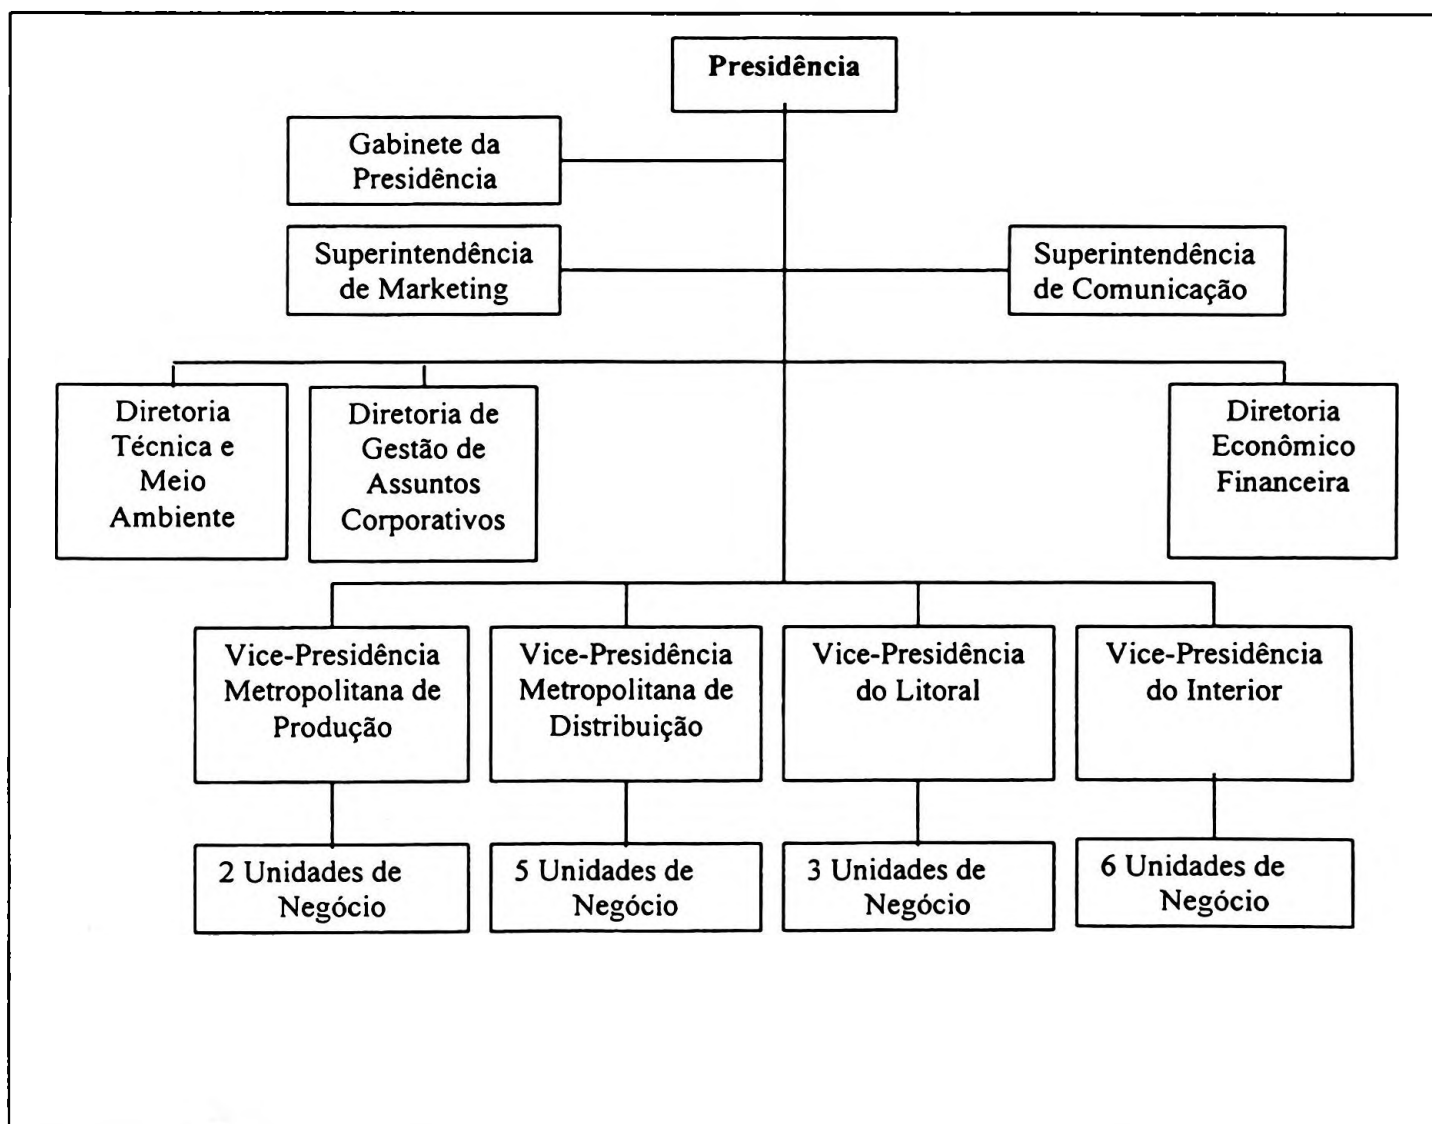 Presidência
Gabinete da
Presidência
Superintendência
de Marketing
Superintendência
de Comunicação
Diretoria
Técnica e
Meio
Ambiente
Diretoria de
Gestão de
Assuntos
Corporativos
Diretoria
Econômico
Financeira
Vice-Presidência
Metropolitana de
Produção
Vice-Presidência
Metropolitana de
Distribuição
Vice-Presidência
do Litoral
Vice-Presidência
do Interior
2 Unidades de
Negócio
5 Unidades de
Negócio
3 Unidades de
Negócio
6 Unidades de
Negócio